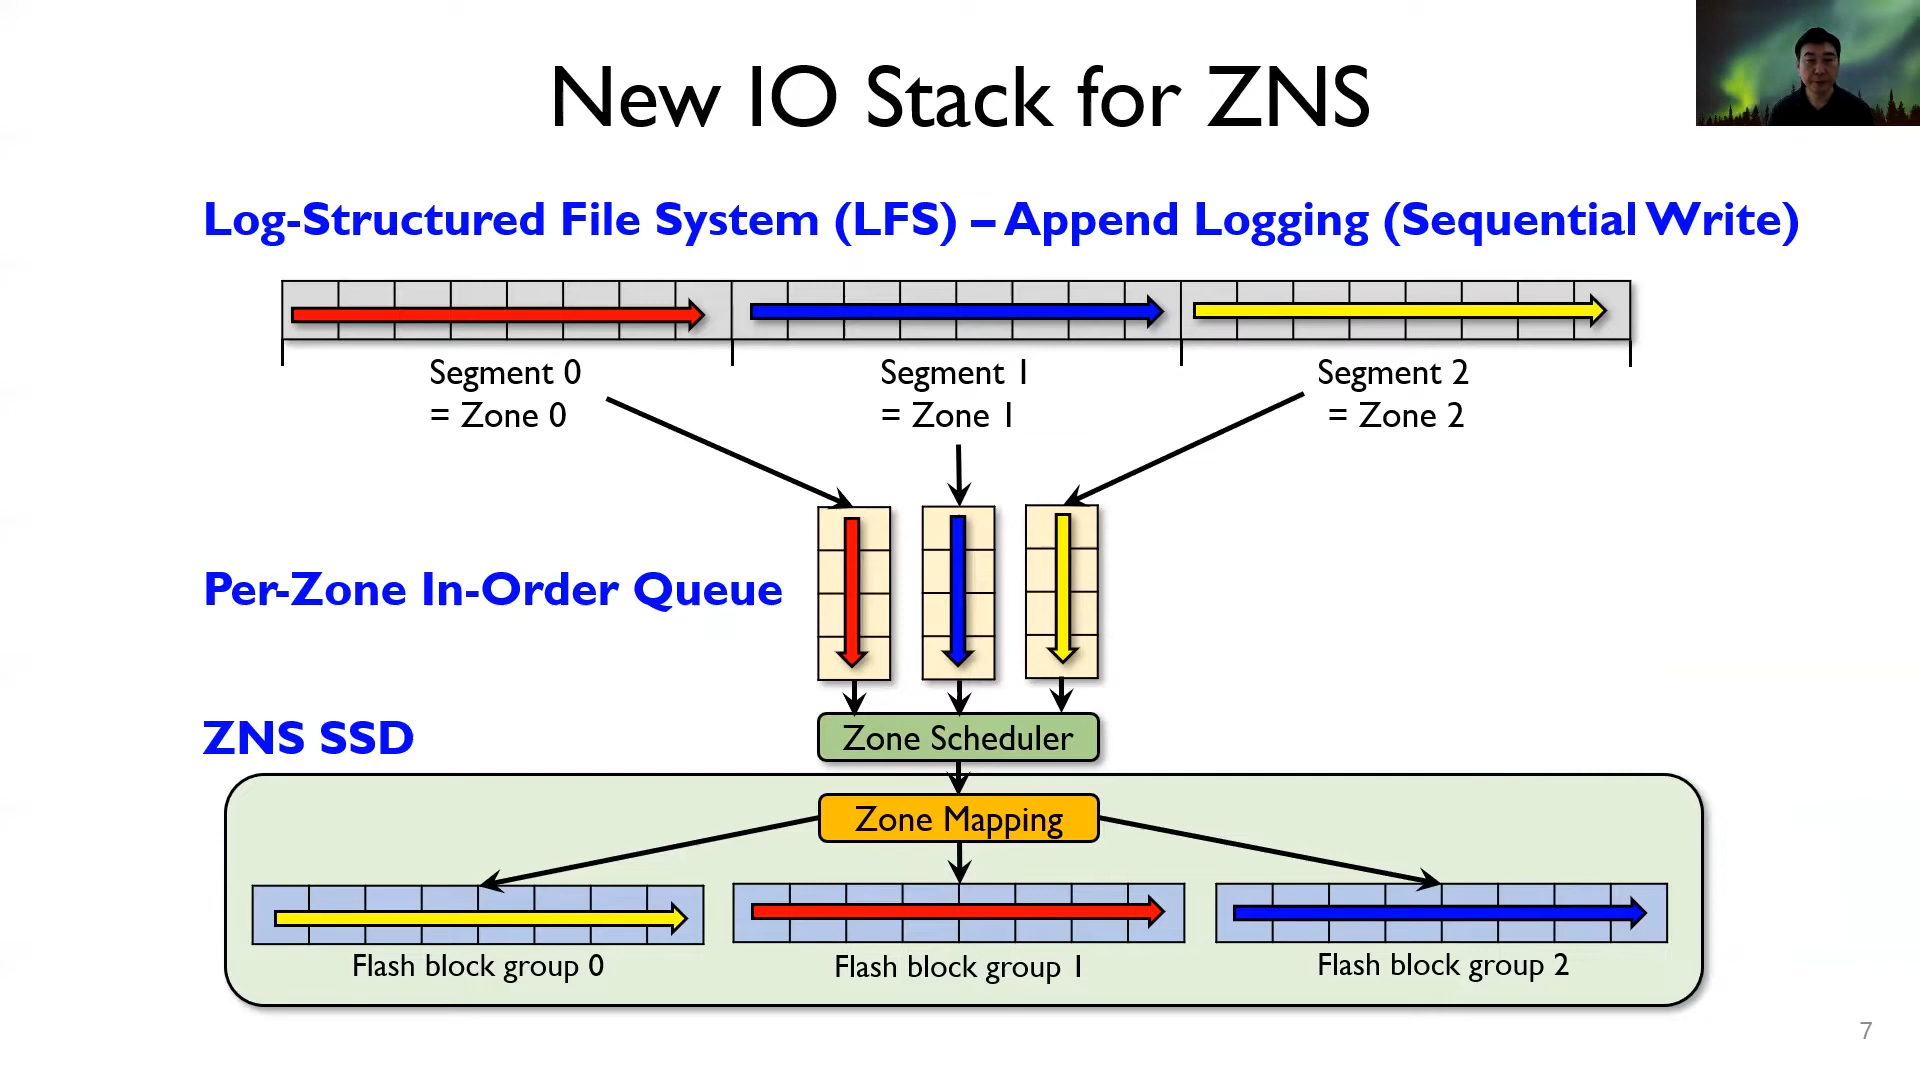 New IO Stack for ZNS
Log-Structured File System (LFS) – Append Logging (Sequential Write)
Segment 0
= Zone 0
Segment 1
= Zone 1
Segment 2
= Zone 2
Per-Zone In-Order Queue
ZNS SSD
Zone Scheduler
Zone Mapping
Flash block group 0
Flash block group 1
Flash block group 2
7